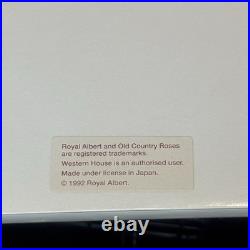 Royal Albert and Old Country Roses
are registered trademarks.
Western House is an authorised user.
Made under license in Japan.
© 1992 Royal Albert.